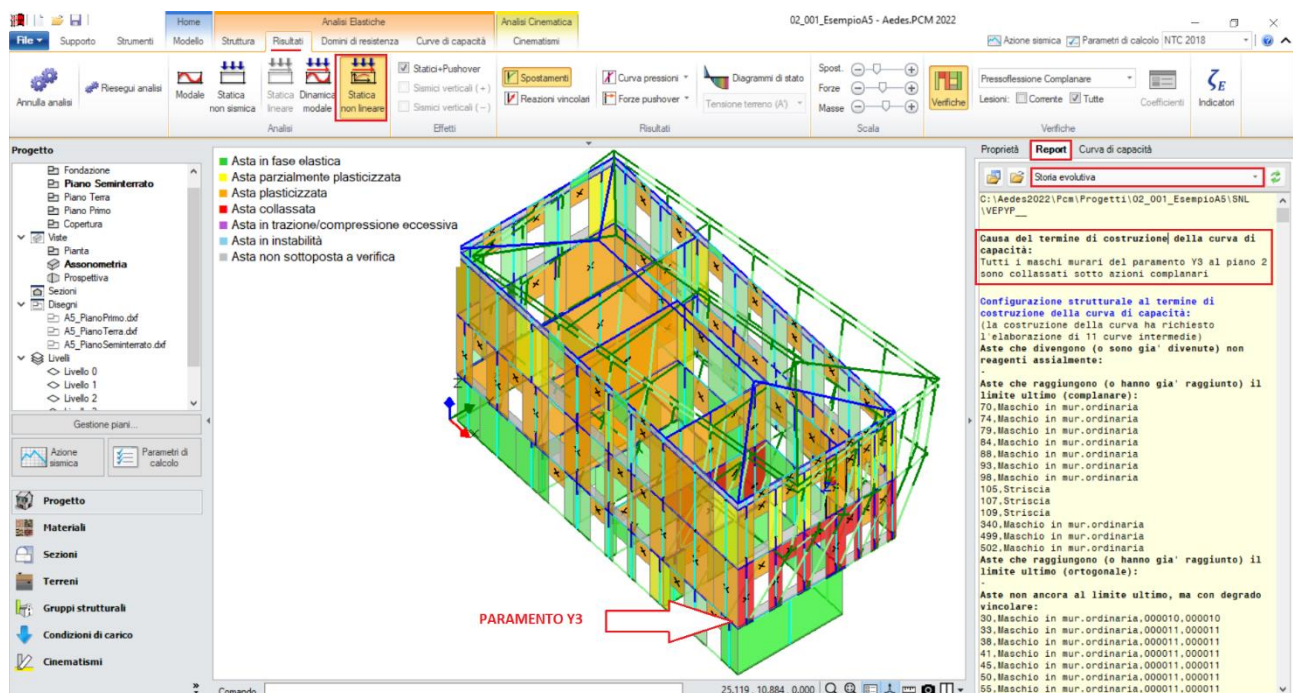 Home
Analisi Elastiche
Analisi Cinematica
02_001_EsempioA5 - Aedes.PCM 2022
File
Supporto
Strumenti
Modello
Struttura
Risultati
Domini di resistenza
Curve di capacità
Cinematismi
Azione sismica
Parametri di calcolo
NTC 2018
Annulla analisi
Riesegui analisi
Modale
Statica non sismica
Statica lineare
Dinamica modale
Statica non lineare
Analisi
Statici+Pushover
Sismici verticali (+)
Sismici verticali (-)
Effetti
Spostamenti
Reazioni vincolari
Curva pressioni
Forze pushover
Diagrammi di stato
Tensione terreno (A')
Risultati
Spost.
Forze
Masse
Scala
Verifiche
Pressoflessione Complanare
Lesioni:
Corrente
Tutte
Coefficienti
Verifiche
ζE
Indicatori
Progetto
Fondazione
Piano Seminterrato
Piano Terra
Piano Primo
Copertura
Viste
Pianta
Assonometria
Prospettiva
Sezioni
Disegni
A5_PianoPrimo.dxf
A5_PianoTerra.dxf
A5_PianoSeminterrato.dxf
Livelli
Livello 0
Livello 1
Livello 2
Gestione piani...
Azione sismica
Parametri di calcolo
Progetto
Materiali
Sezioni
Terreni
Gruppi strutturali
Condizioni di carico
Cinematismi
Asta in fase elastica
Asta parzialmente plasticizzata
Asta plasticizzata
Asta collassata
Asta in trazione/compressione eccessiva
Asta in instabilità
Asta non sottoposta a verifica
Z
PARAMENTO Y3
Comando
25.119 , 10.884 , 0.000
Proprietà
Report
Curva di capacità
Storia evolutiva
C:\Aedes2022\Pcm\Progetti\02_001_EsempioA5\SNL
\VEPYP__
Causa del termine di costruzione della curva di
capacità:
Tutti i maschi murari del paramento Y3 al piano 2
sono collassati sotto azioni complanari
Configurazione strutturale al termine di
costruzione della curva di capacità:
(la costruzione della curva ha richiesto
l'elaborazione di 11 curve intermedie)
Aste che divengono (o sono gia' divenute) non
reagenti assialmente:
-
Aste che raggiungono (o hanno gia' raggiunto) il
limite ultimo (complanare):
70,Maschio in mur.ordinaria
74,Maschio in mur.ordinaria
79,Maschio in mur.ordinaria
84,Maschio in mur.ordinaria
88,Maschio in mur.ordinaria
93,Maschio in mur.ordinaria
98,Maschio in mur.ordinaria
105,Striscia
107,Striscia
109,Striscia
340,Maschio in mur.ordinaria
499,Maschio in mur.ordinaria
502,Maschio in mur.ordinaria
Aste che raggiungono (o hanno gia' raggiunto) il
limite ultimo (ortogonale):
-
Aste non ancora al limite ultimo, ma con degrado
vincolare:
30,Maschio in mur.ordinaria,000010,000010
33,Maschio in mur.ordinaria,000011,000011
38,Maschio in mur.ordinaria,000011,000011
41,Maschio in mur.ordinaria,000011,000011
45,Maschio in mur.ordinaria,000011,000011
50,Maschio in mur.ordinaria,000011,000011
55,Maschio in mur.ordinaria,000011,000011